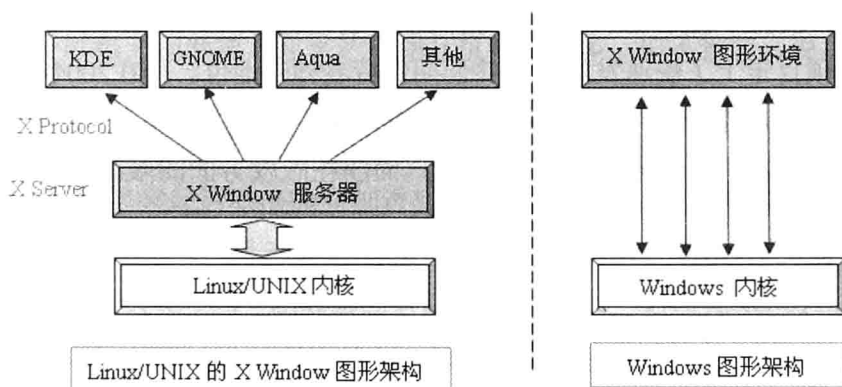 KDE
GNOME
Aqua
其他
X Window 图形环境
X Protocol
X Server
X Window 服务器
Linux/UNIX 内核
Windows 内核
Linux/UNIX 的 X Window 图形架构
Windows 图形架构